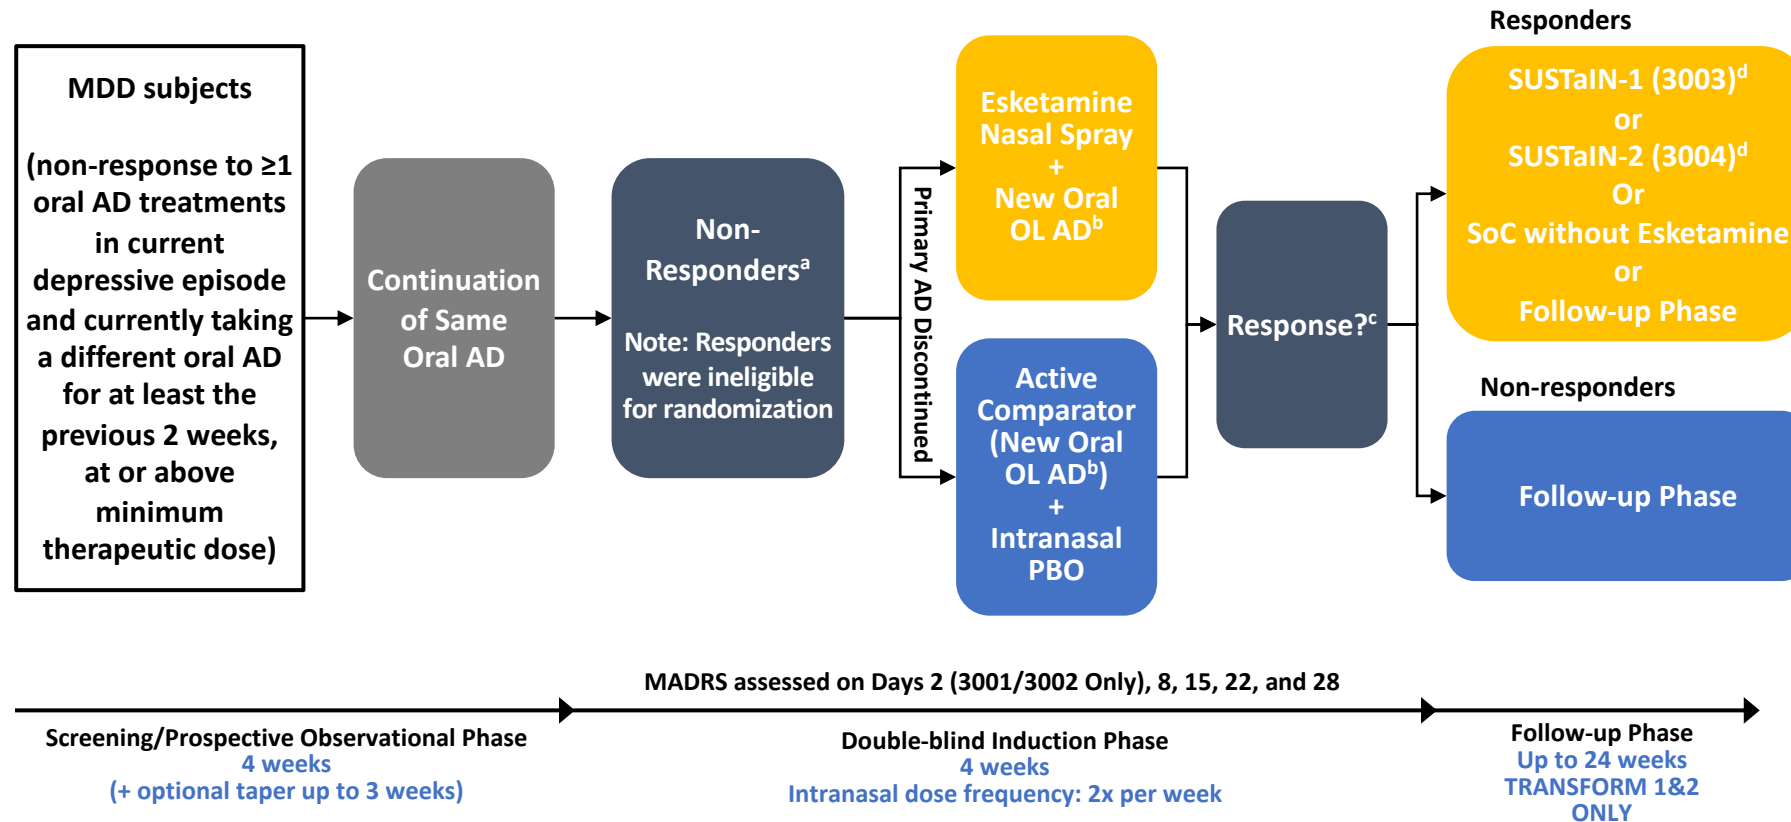 MDD subjects
(non-response to ≥1
oral AD treatments
in current
depressive episode
and currently taking
a different oral AD
for at least the
previous 2 weeks,
at or above
minimum
therapeutic dose)
Continuation
of Same
Oral AD
Non-
Respondersᵃ
Note: Responders
were ineligible
for randomization
Primary AD Discontinued
Esketamine
Nasal Spray
+
New Oral
OL ADᵇ
Active
Comparator
(New Oral
OL ADᵇ)
+
Intranasal
PBO
Response?ᶜ
Responders
SUSTaIN-1 (3003)ᵈ
or
SUSTaIN-2 (3004)ᵈ
Or
SoC without Esketamine
or
Follow-up Phase
Non-responders
Follow-up Phase
MADRS assessed on Days 2 (3001/3002 Only), 8, 15, 22, and 28
Screening/Prospective Observational Phase
4 weeks
(+ optional taper up to 3 weeks)
Double-blind Induction Phase
4 weeks
Intranasal dose frequency: 2x per week
Follow-up Phase
Up to 24 weeks
TRANSFORM 1&2
ONLY